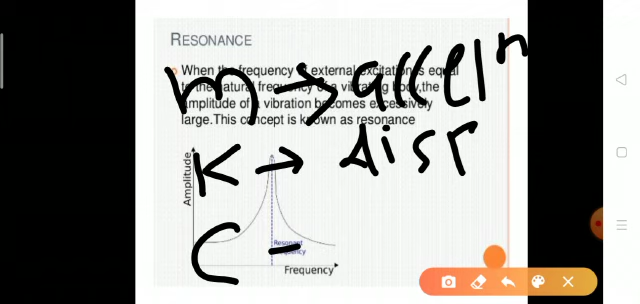 RESONANCE
When the frequency of external excitation is equal
to the natural frequency of a vibrating body,the
amplitude of a vibration becomes excessively
large.This concept is known as resonance
m → acceln
K → disp
C -
Amplitude
Resonant
Frequency
Frequency